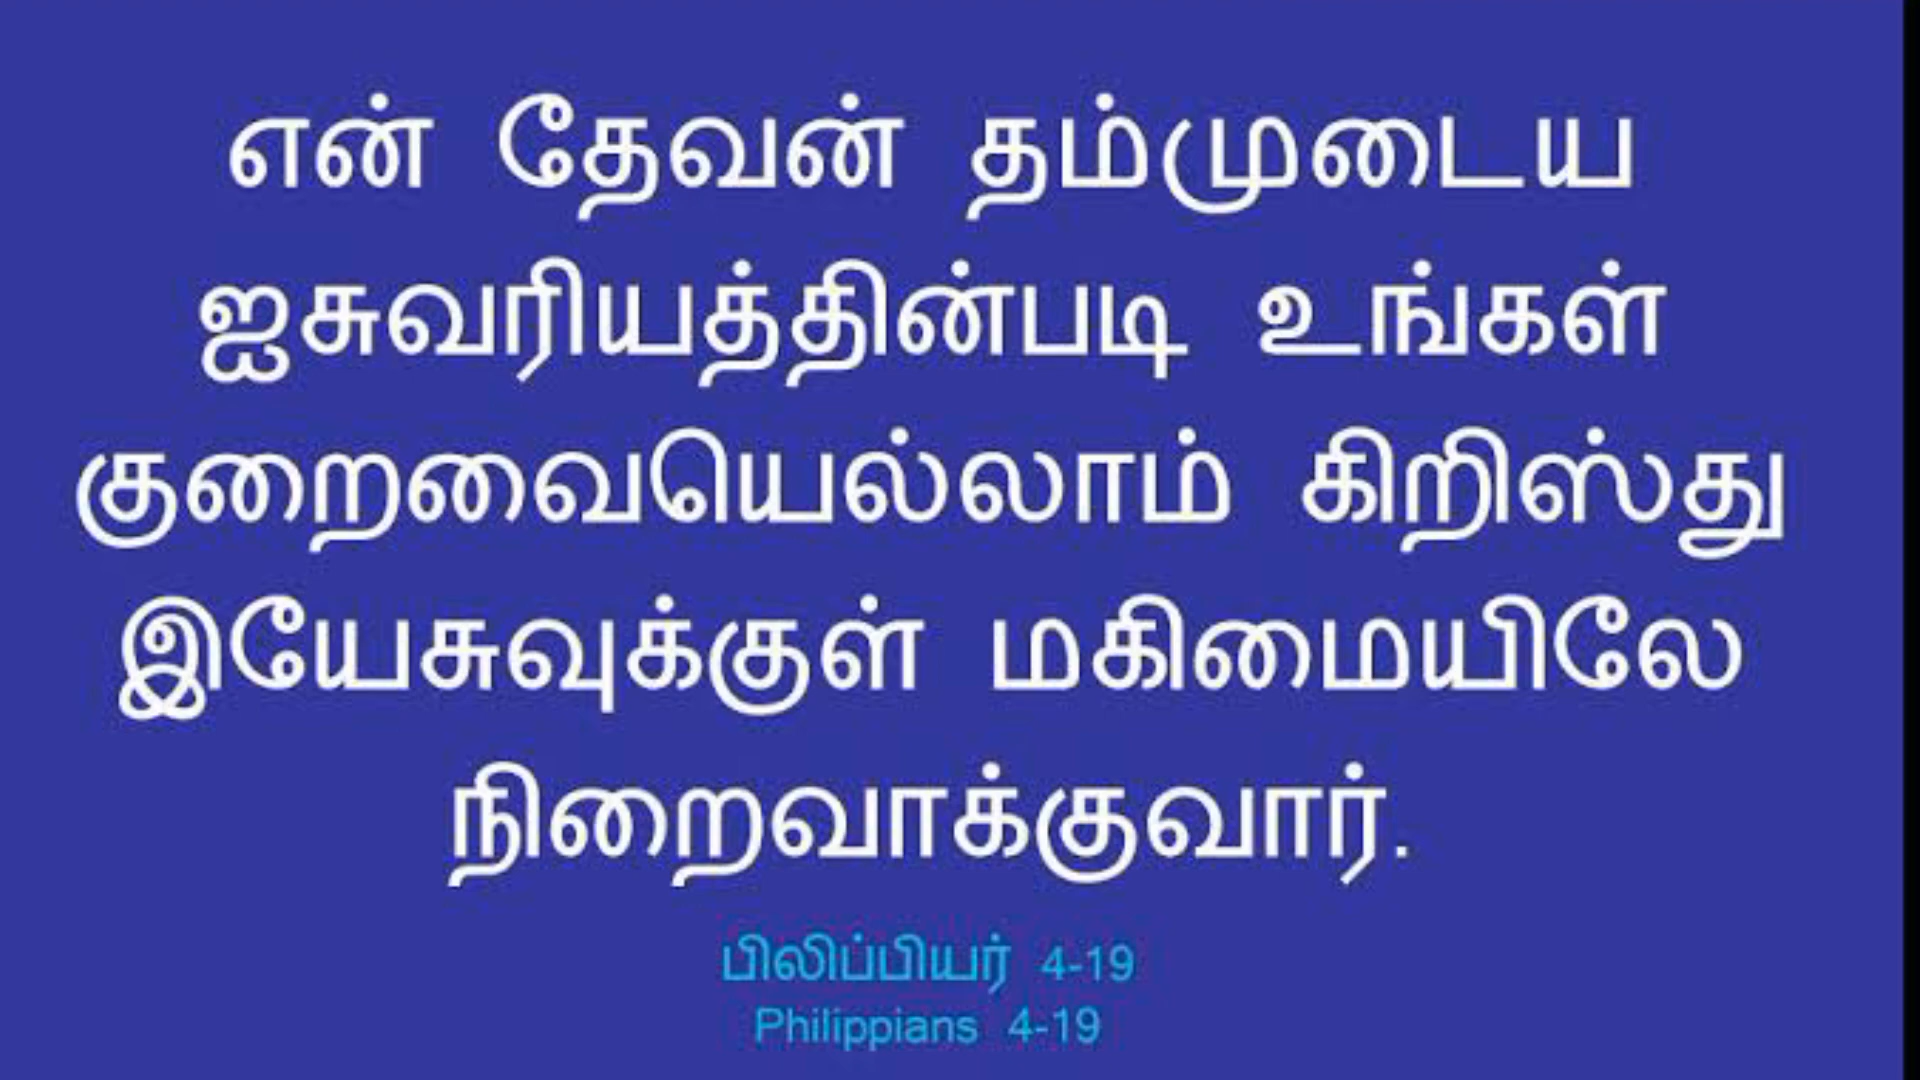 என் தேவன் தம்முடைய
ஐசுவரியத்தின்படி உங்கள்
குறைவையெல்லாம் கிறிஸ்து
இயேசுவுக்குள் மகிமையிலே
நிறைவாக்குவார்.
பிலிப்பியர் 4-19
Philippians 4-19